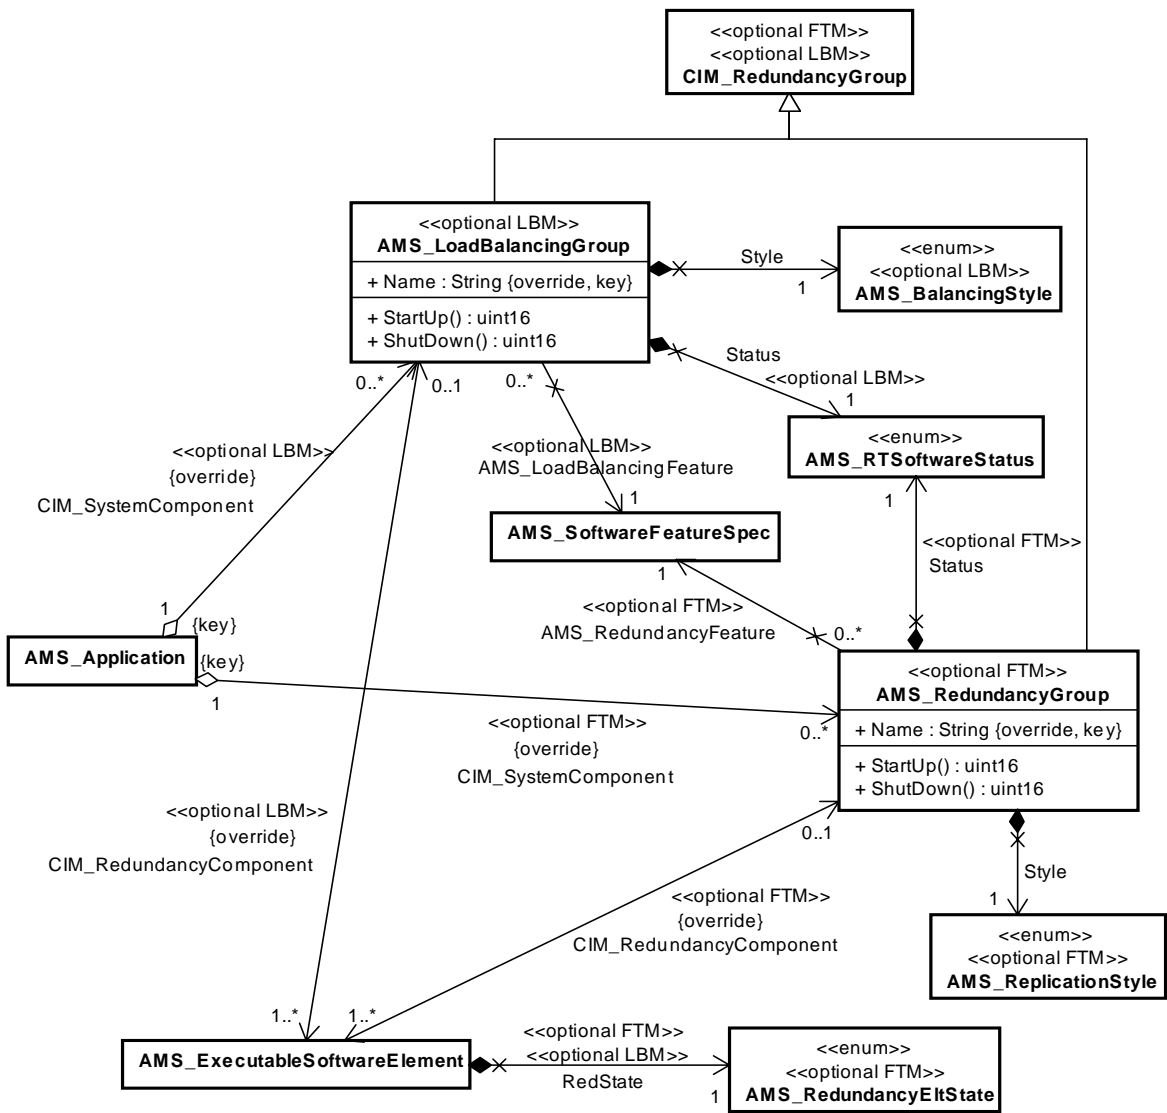 <<optional FTM>>
<<optional LBM>>
CIM_RedundancyGroup
<<optional LBM>>
AMS_LoadBalancingGroup
+ Name : String {override, key}
+ StartUp() : uint16
+ ShutDown() : uint16
Style
1
<<enum>>
<<optional LBM>>
AMS_BalancingStyle
Status
<<optional LBM>>
1
0..*
0..1
0..*
<<enum>>
AMS_RTSoftwareStatus
<<optional LBM>>
{override}
CIM_SystemComponent
<<optional LBM>>
AMS_LoadBalancingFeature
1
1
AMS_SoftwareFeatureSpec
<<optional FTM>>
Status
1
<<optional FTM>>
AMS_RedundancyFeature
0..*
1
{key}
AMS_Application
{key}
1
<<optional FTM>>
AMS_RedundancyGroup
+ Name : String {override, key}
+ StartUp() : uint16
+ ShutDown() : uint16
<<optional FTM>>
{override}
CIM_SystemComponent
0..*
<<optional LBM>>
{override}
CIM_RedundancyComponent
0..1
Style
1
<<optional FTM>>
{override}
CIM_RedundancyComponent
<<enum>>
<<optional FTM>>
AMS_ReplicationStyle
1..*
1..*
AMS_ExecutableSoftwareElement
<<optional FTM>>
<<optional LBM>>
RedState
1
<<enum>>
<<optional FTM>>
AMS_RedundancyEltState